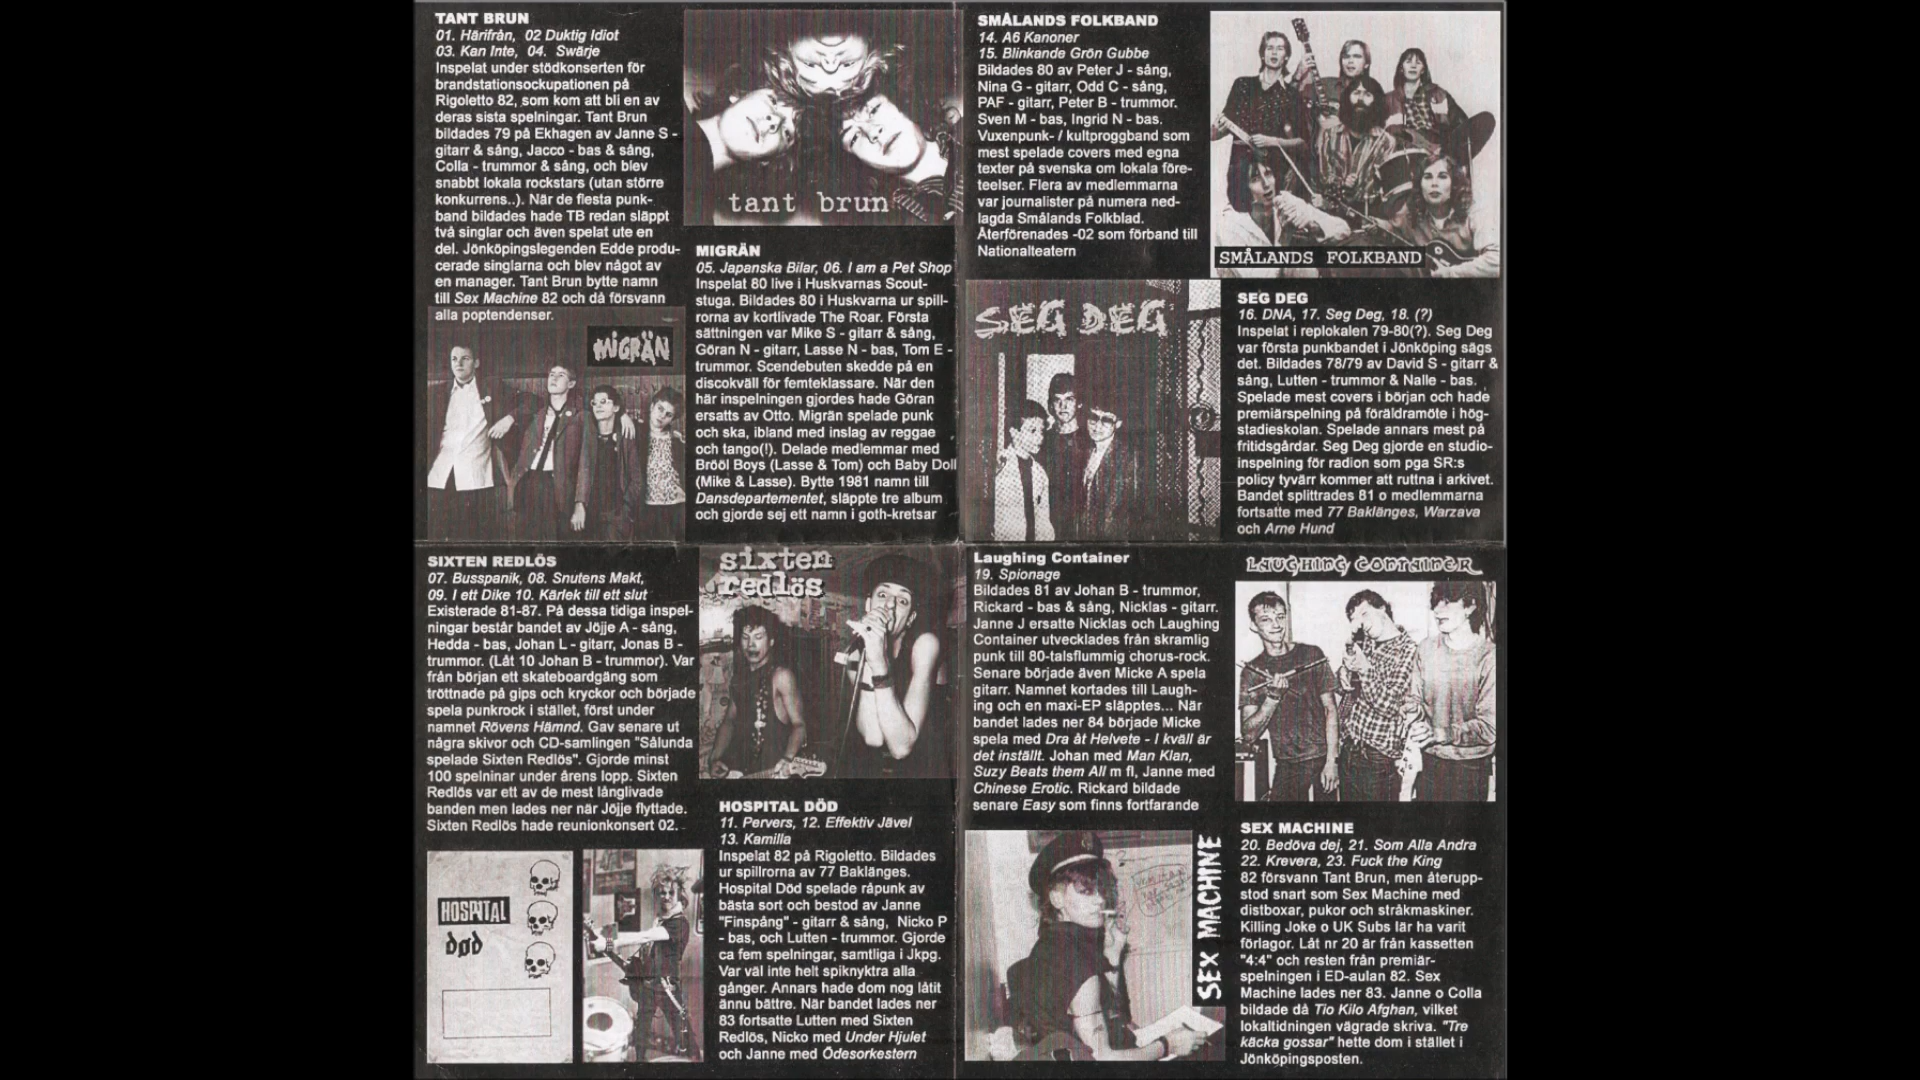 TANT BRUN
01. Härifrån, 02 Duktig Idiot
03. Kan Inte, 04. Swärje
Inspelat under stödkonserten för
brandstationsockupationen på
Rigoletto 82, som kom att bli en av
deras sista spelningar. Tant Brun
bildades 79 på Ekhagen av Janne S -
gitarr & sång, Jacco - bas & sång,
Colla - trummor & sång, och blev
snabbt lokala rockstars (utan större
konkurrens..). När de flesta punk-
band bildades hade TB redan släppt
två singlar och även spelat ute en
del. Jönköpingslegenden Edde produ-
cerade singlarna och blev något av
en manager. Tant Brun bytte namn
till Sex Machine 82 och då försvann
alla poptendenser.
tant brun
MIGRÄN
MIGRÄN
05. Japanska Bilar, 06. I am a Pet Shop
Inspelat 80 live i Huskvarnas Scout-
stuga. Bildades 80 i Huskvarna ur spill-
rorna av kortlivade The Roar. Första
sättningen var Mike S - gitarr & sång,
Göran N - gitarr, Lasse N - bas, Tom E -
trummor. Scendebuten skedde på en
discokväll för femteklassare. När den
här inspelningen gjordes hade Göran
ersatts av Otto. Migrän spelade punk
och ska, ibland med inslag av reggae
och tango(!). Delade medlemmar med
Brööl Boys (Lasse & Tom) och Baby Doll
(Mike & Lasse). Bytte 1981 namn till
Dansdepartementet, släppte tre album
och gjorde sej ett namn i goth-kretsar
SIXTEN REDLÖS
07. Busspanik, 08. Snutens Makt,
09. I ett Dike 10. Kärlek till ett slut
Existerade 81-87. På dessa tidiga inspel-
ningar består bandet av Jöjje A - sång,
Hedda - bas, Johan L - gitarr, Jonas B -
trummor. (Låt 10 Johan B - trummor). Var
från början ett skateboardgäng som
tröttnade på gips och kryckor och började
spela punkrock i stället, först under
namnet Rövens Hämnd. Gav senare ut
några skivor och CD-samlingen "Sålunda
spelade Sixten Redlös". Gjorde minst
100 spelninar under årens lopp. Sixten
Redlös var ett av de mest långlivade
banden men lades ner när Jöjje flyttade.
Sixten Redlös hade reunionkonsert 02.
sixten
redlös
HOSPITAL
död
HOSPITAL DÖD
11. Pervers, 12. Effektiv Jävel
13. Kamilla
Inspelat 82 på Rigoletto. Bildades
ur spillrorna av 77 Baklänges.
Hospital Död spelade råpunk av
bästa sort och bestod av Janne
"Finspång" - gitarr & sång, Nicko P
- bas, och Lutten - trummor. Gjorde
ca fem spelningar, samtliga i Jkpg.
Var väl inte helt spiknyktra alla
gånger. Annars hade dom nog låtit
ännu bättre. När bandet lades ner
83 fortsatte Lutten med Sixten
Redlös, Nicko med Under Hjulet
och Janne med Ödesorkestern
SMÅLANDS FOLKBAND
14. A6 Kanoner
15. Blinkande Grön Gubbe
Bildades 80 av Peter J - sång,
Nina G - gitarr, Odd C - sång,
PAF - gitarr, Peter B - trummor.
Sven M - bas, Ingrid N - bas.
Vuxenpunk- / kultproggband som
mest spelade covers med egna
texter på svenska om lokala före-
teelser. Flera av medlemmarna
var journalister på numera ned-
lagda Smålands Folkblad.
Återförenades -02 som förband till
Nationalteatern
SMÅLANDS FOLKBAND
SEG DEG
SEG DEG
16. DNA, 17. Seg Deg, 18. (?)
Inspelat i replokalen 79-80(?). Seg Deg
var första punkbandet i Jönköping sägs
det. Bildades 78/79 av David S - gitarr &
sång, Lutten - trummor & Nalle - bas.
Spelade mest covers i början och hade
premiärspelning på föräldramöte i hög-
stadieskolan. Spelade annars mest på
fritidsgårdar. Seg Deg gjorde en studio-
inspelning för radion som pga SR:s
policy tyvärr kommer att ruttna i arkivet.
Bandet splittrades 81 o medlemmarna
fortsatte med 77 Baklänges, Warzava
och Arne Hund
Laughing Container
19. Spionage
Bildades 81 av Johan B - trummor,
Rickard - bas & sång, Nicklas - gitarr.
Janne J ersatte Nicklas och Laughing
Container utvecklades från skramlig
punk till 80-talsflummig chorus-rock.
Senare började även Micke A spela
gitarr. Namnet kortades till Laugh-
ing och en maxi-EP släpptes... När
bandet lades ner 84 började Micke
spela med Dra åt Helvete - I kväll är
det inställt. Johan med Man Klan,
Suzy Beats them All m fl, Janne med
Chinese Erotic. Rickard bildade
senare Easy som finns fortfarande
LAUGHING CONTAINER
SEX MACHINE
SEX MACHINE
20. Bedöva dej, 21. Som Alla Andra
22. Krevera, 23. Fuck the King
82 försvann Tant Brun, men återupp-
stod snart som Sex Machine med
distboxar, pukor och stråkmaskiner.
Killing Joke o UK Subs lär ha varit
förlagor. Låt nr 20 är från kassetten
"4:4" och resten från premiär-
spelningen i ED-aulan 82. Sex
Machine lades ner 83. Janne o Colla
bildade då Tio Kilo Afghan, vilket
lokaltidningen vägrade skriva. "Tre
käcka gossar" hette dom i stället i
Jönköpingsposten.